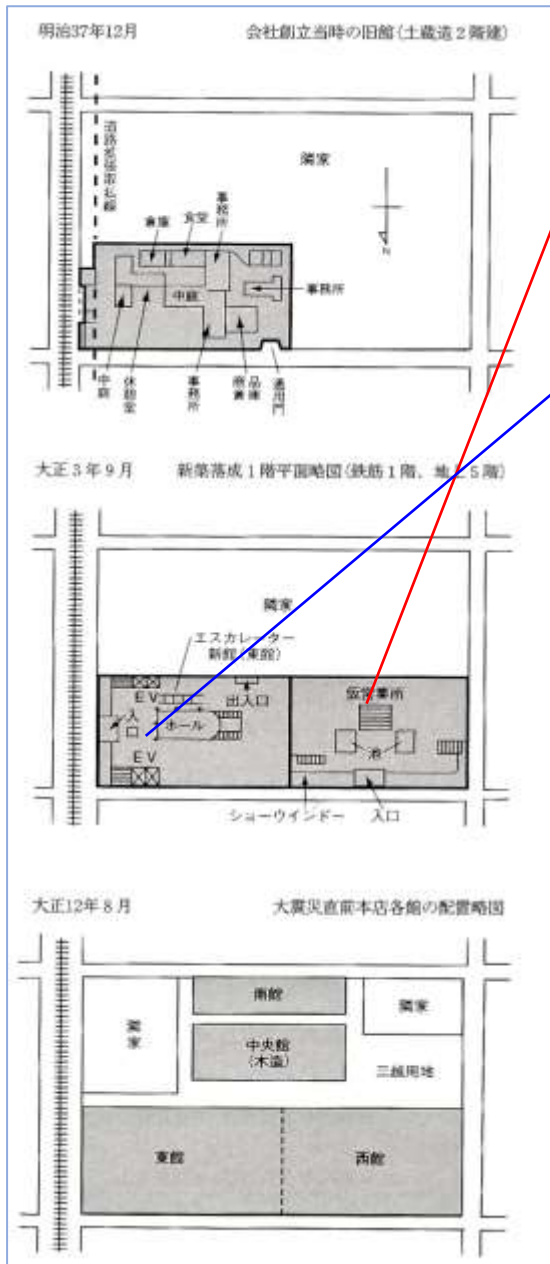 明治37年12月 会社創立当時の旧館(土蔵造2階建)
道路拡張取払線
隣家
倉庫
食堂
事務所
N
中庭
事務所
中庭
休憩室
事務所
通用門
大正3年9月 新築落成1階平面略図(鉄筋1階、地上5階)
隣家
エスカレーター
新館(東館)
EV
出入口
仮営業所
入口
ホール
池
EV
ショーウインドー
入口
大正12年8月 大震災直前本店各館の配置略図
南館
隣家
隣家
中央館
(木造)
三越用地
東館
西館